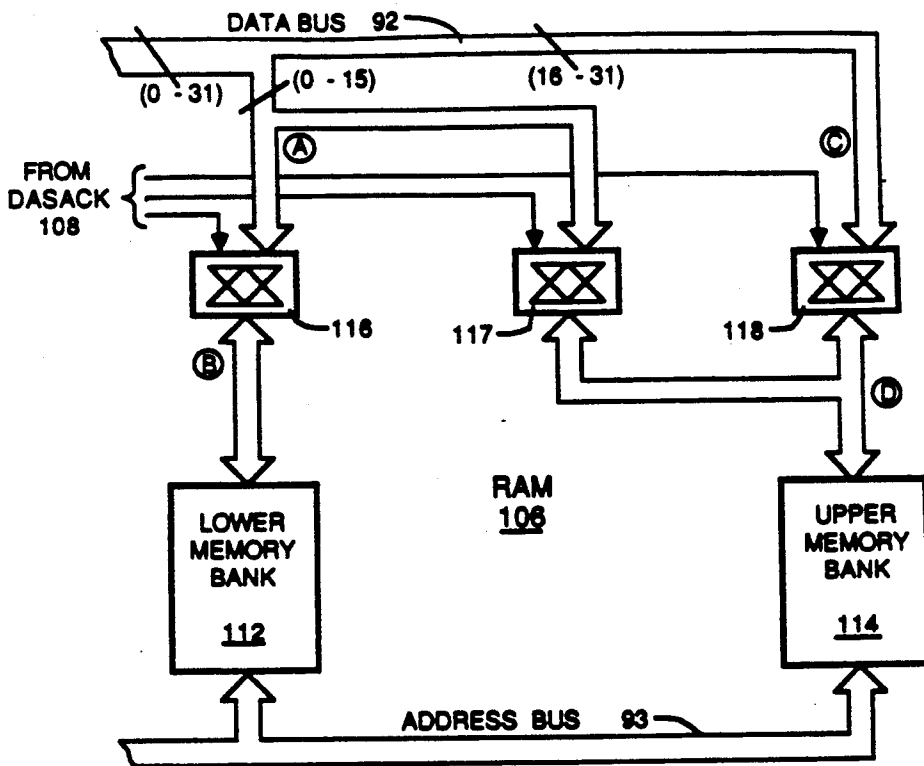 DATA BUS 92
(0 - 31)
(0 - 15)
(16 - 31)
A
C
FROM
DASACK
108
116
117
118
B
D
RAM
106
LOWER
MEMORY
BANK
112
UPPER
MEMORY
BANK
114
ADDRESS BUS 93